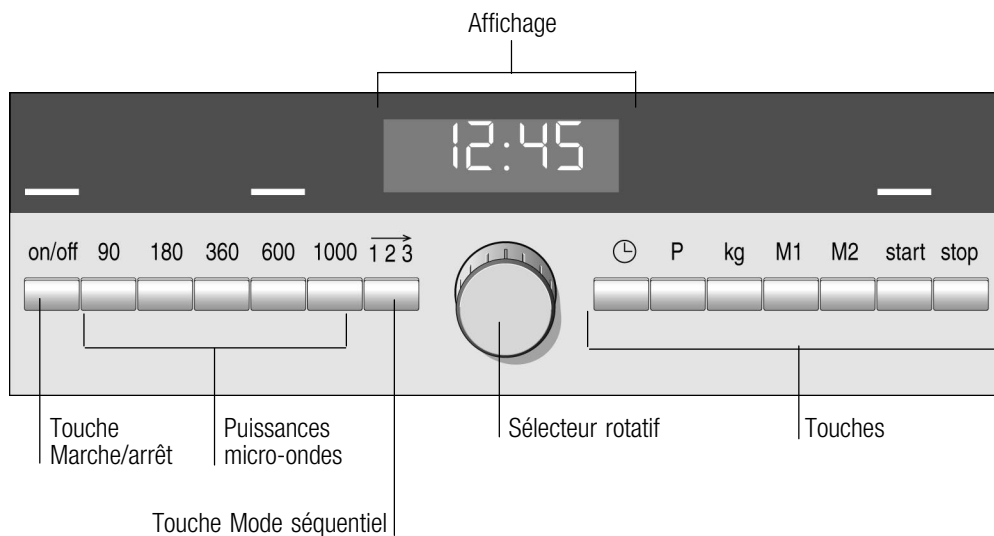 Affichage
12:45
on/off 90 180 360 600 1000 1 2 3 P kg M1 M2 start stop
Touche
Marche/arrêt
Puissances
micro-ondes
Sélecteur rotatif
Touches
Touche Mode séquentiel